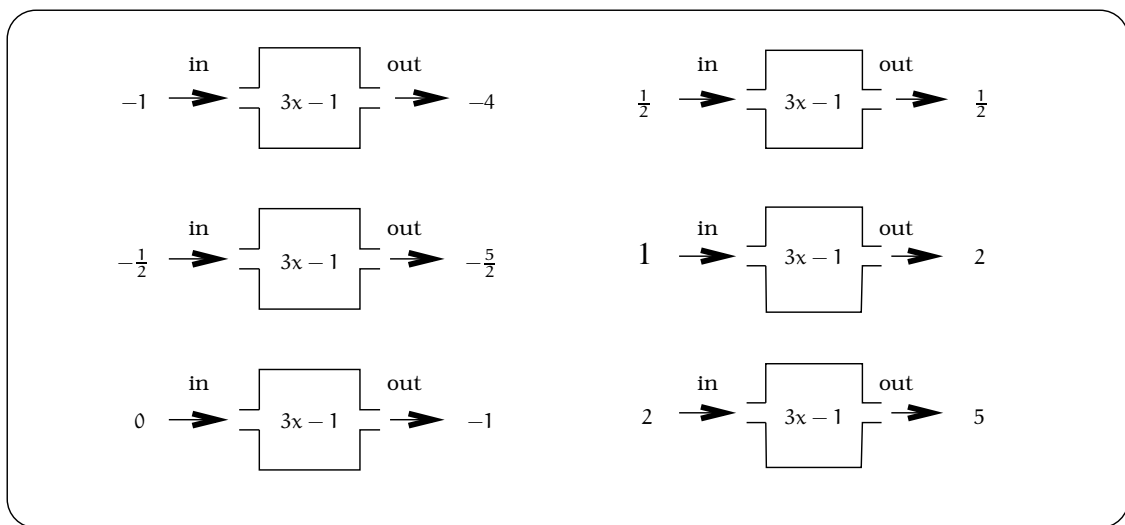 in out
−1 3x − 1 −4
in out
1/2 3x − 1 1/2
in out
−1/2 3x − 1 −5/2
in out
1 3x − 1 2
in out
0 3x − 1 −1
in out
2 3x − 1 5